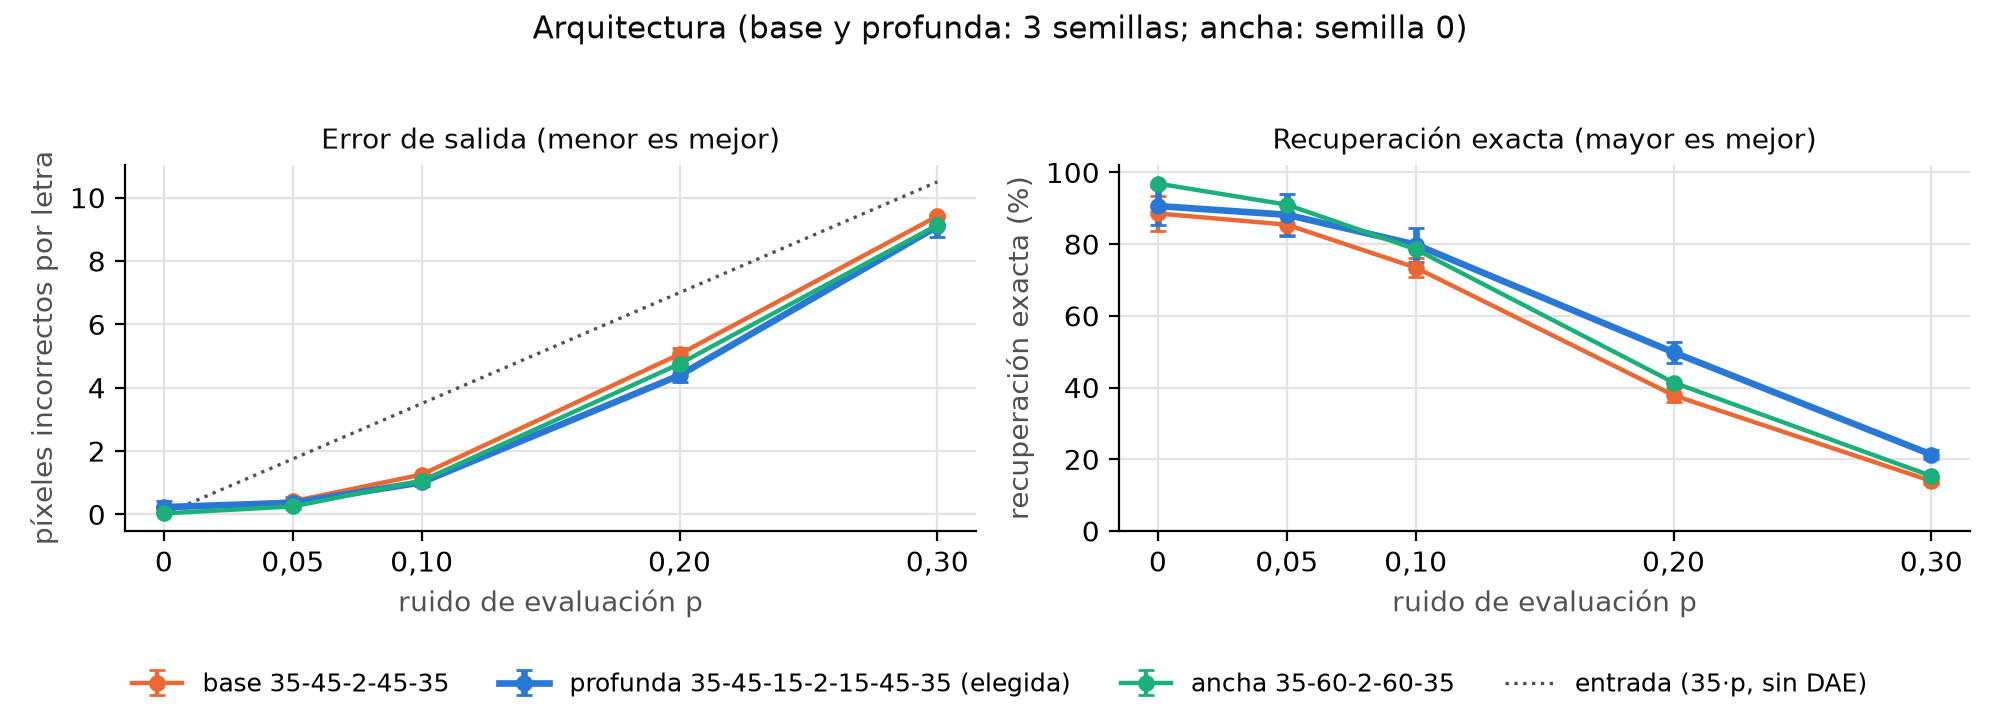 Arquitectura (base y profunda: 3 semillas; ancha: semilla 0)
Error de salida (menor es mejor)
píxeles incorrectos por letra
10
8
6
4
2
0
0 0,05 0,10 0,20 0,30
ruido de evaluación p
Recuperación exacta (mayor es mejor)
recuperación exacta (%)
100
80
60
40
20
0
0 0,05 0,10 0,20 0,30
ruido de evaluación p
base 35-45-2-45-35 profunda 35-45-15-2-15-45-35 (elegida) ancha 35-60-2-60-35 entrada (35·p, sin DAE)